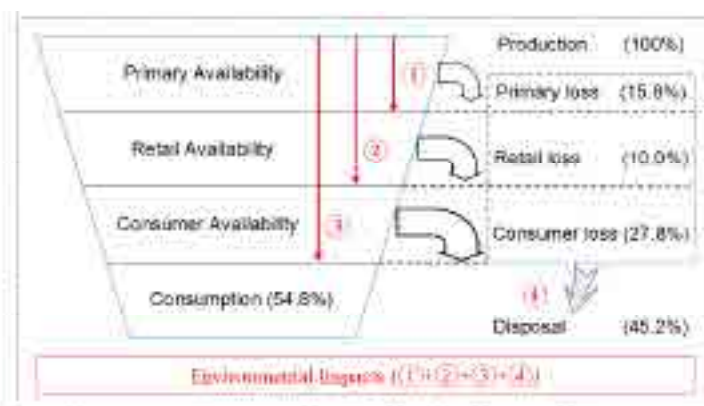 Production (100%)
Primary Availability
①
Primary loss (15.8%)
Retail Availability
②
Retail loss (10.0%)
Consumer Availability
③
Consumer loss (27.8%)
Consumption (54.8%)
④
Disposal (45.2%)
Environmental Impacts (①+②+③+④)